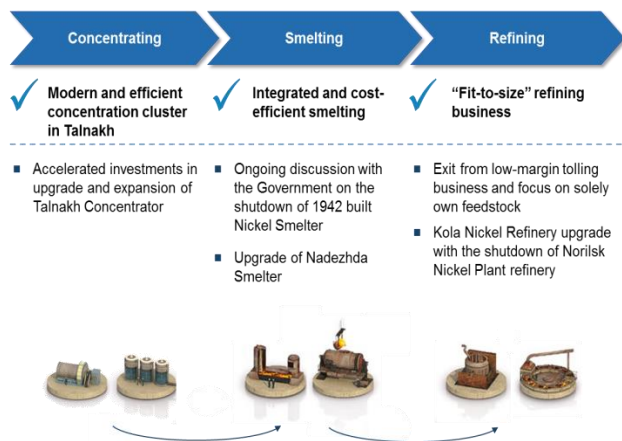 Concentrating
Smelting
Refining
Modern and efficient
concentration cluster
in Talnakh
Integrated and cost-
efficient smelting
“Fit-to-size” refining
business
Accelerated investments in
upgrade and expansion of
Talnakh Concentrator
Ongoing discussion with
the Government on the
shutdown of 1942 built
Nickel Smelter
Upgrade of Nadezhda
Smelter
Exit from low-margin tolling
business and focus on solely
own feedstock
Kola Nickel Refinery upgrade
with the shutdown of Norilsk
Nickel Plant refinery